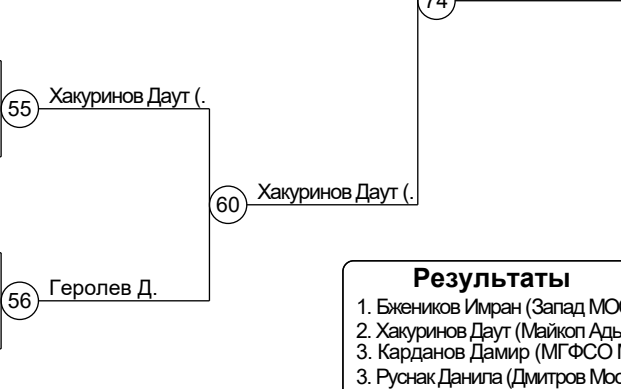 74
Хакуринов Даут (.
55
Хакуринов Даут (.
60
Геролев Д.
56
Результаты
1. Бжеников Имран (Запад МО
2. Хакуринов Даут (Майкоп Ады
3. Карданов Дамир (МГФСО
3. Руснак Данила (Дмитров Мос